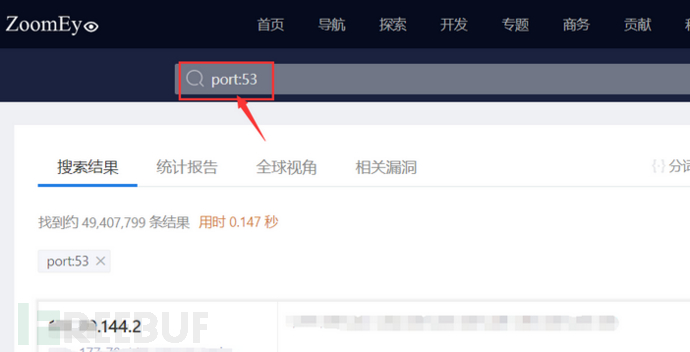 ZoomEye 首页 导航 探索 开发 专题 商务 贡献
port:53
搜索结果 统计报告 全球视角 相关漏洞 分词
找到约 49,407,799 条结果 用时 0.147 秒
port:53 ×
.144.2
REEBUF